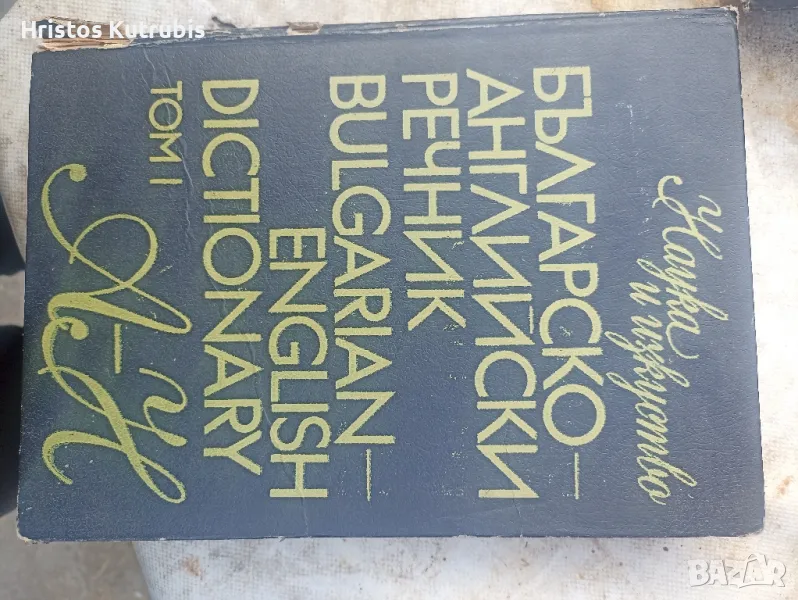 Hristos Kutrubis
Наука
и изкуство
БЪЛГАРСКО–
АНГЛИЙСКИ
РЕЧНИК
BULGARIAN–
ENGLISH
DICTIONARY
ТОМ I
А–Н
BAZAR